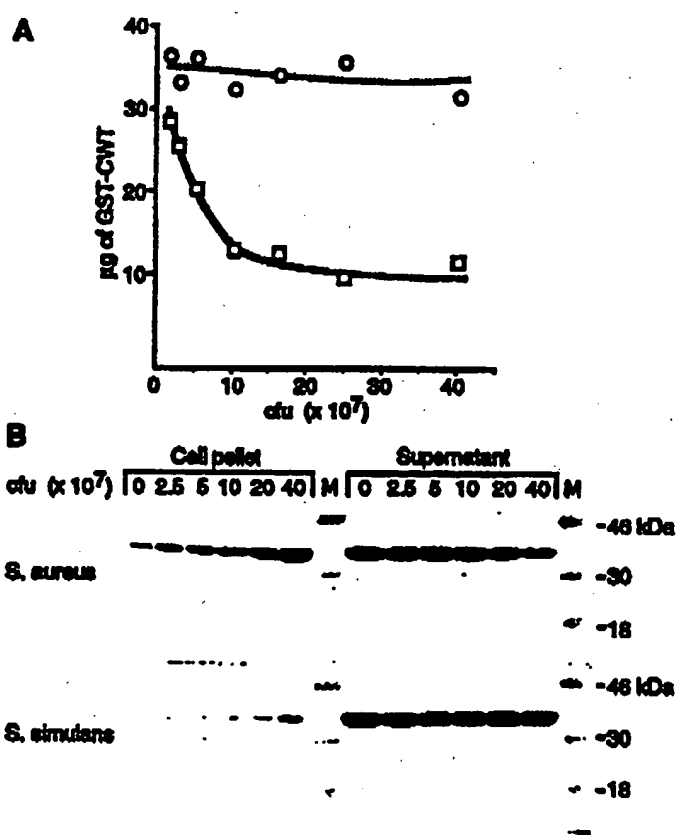 A
40
30
20
10
µg of GST-CWT
0 10 20 30 40
cfu (x 10⁷)
B
Cell pellet Supernatant
cfu (x 10⁷) 0 2.5 5 10 20 40 M 0 2.5 5 10 20 40 M
-46 kDa
S. aureus
-30
-18
-46 kDa
S. simulans
-30
-18